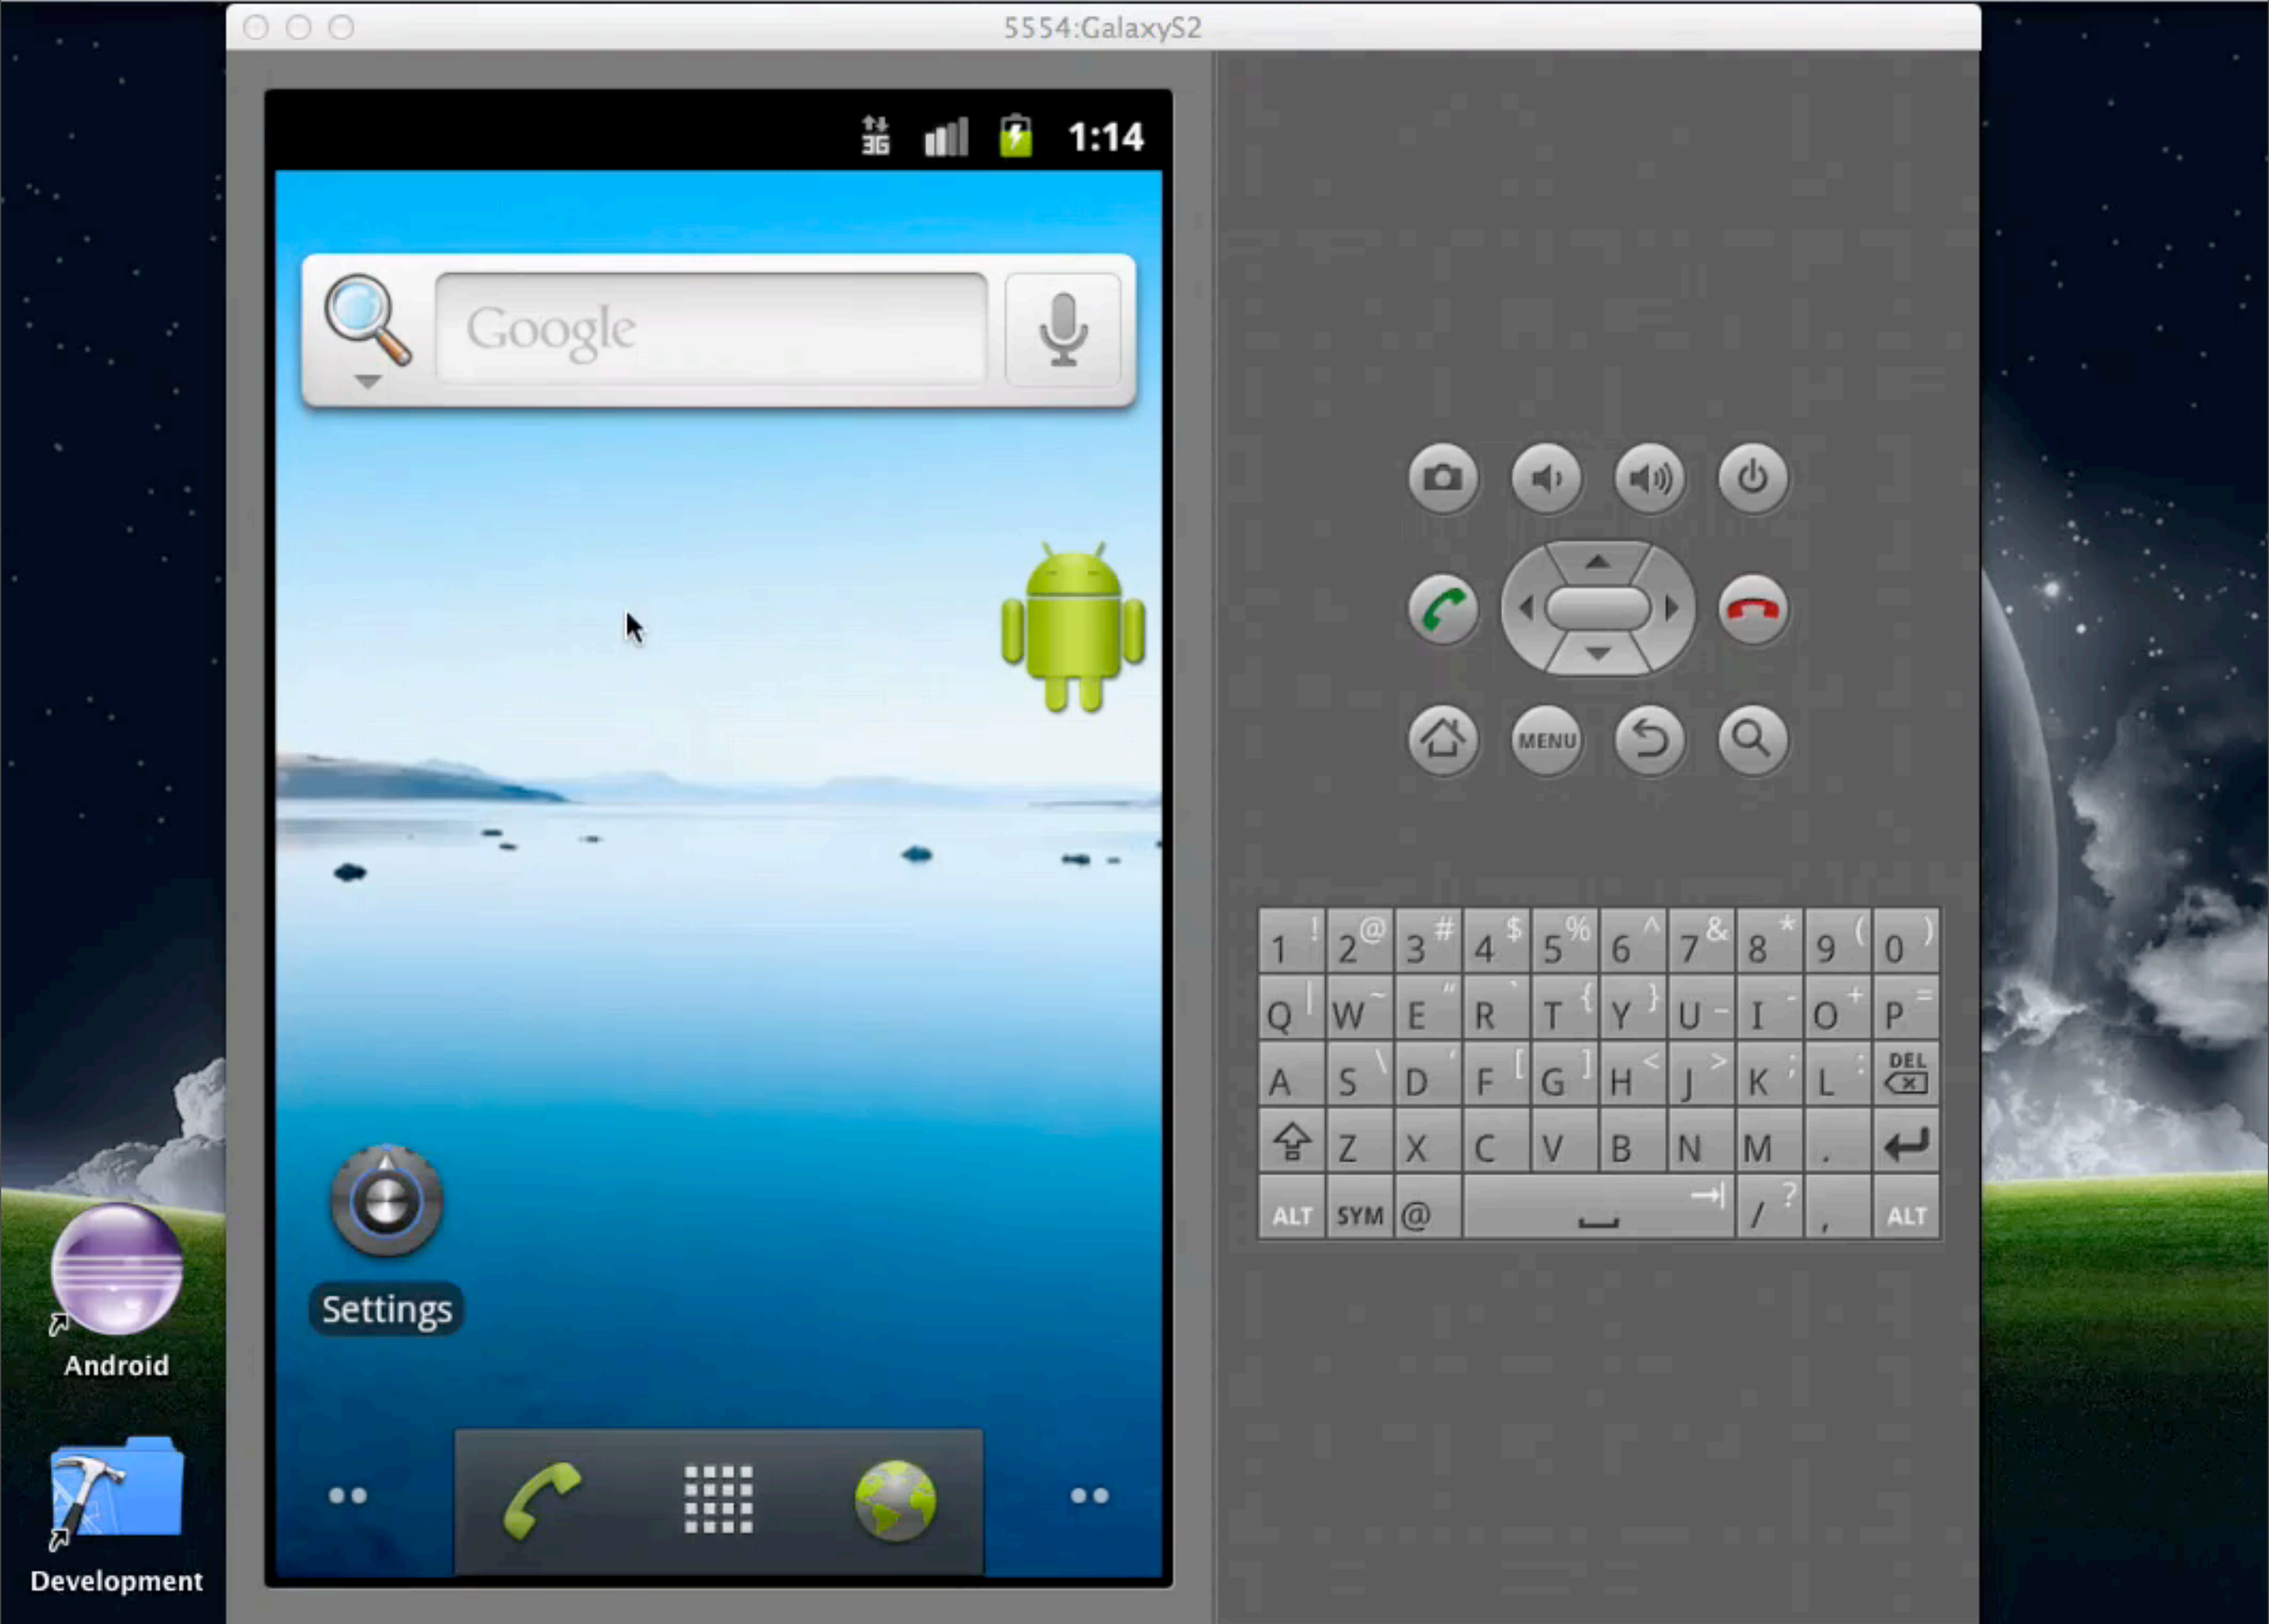 5554:GalaxyS2
3G 1:14
Google
Settings
MENU
1 ! 2 @ 3 # 4 $ 5 % 6 ^ 7 & 8 * 9 ( 0 )
Q | W ~ E " R ` T { Y } U _ I - O + P =
A S \ D ' F [ G ] H < J > K ; L : DEL
Z X C V B N M .
ALT SYM @ / ? , ALT
Android
Development